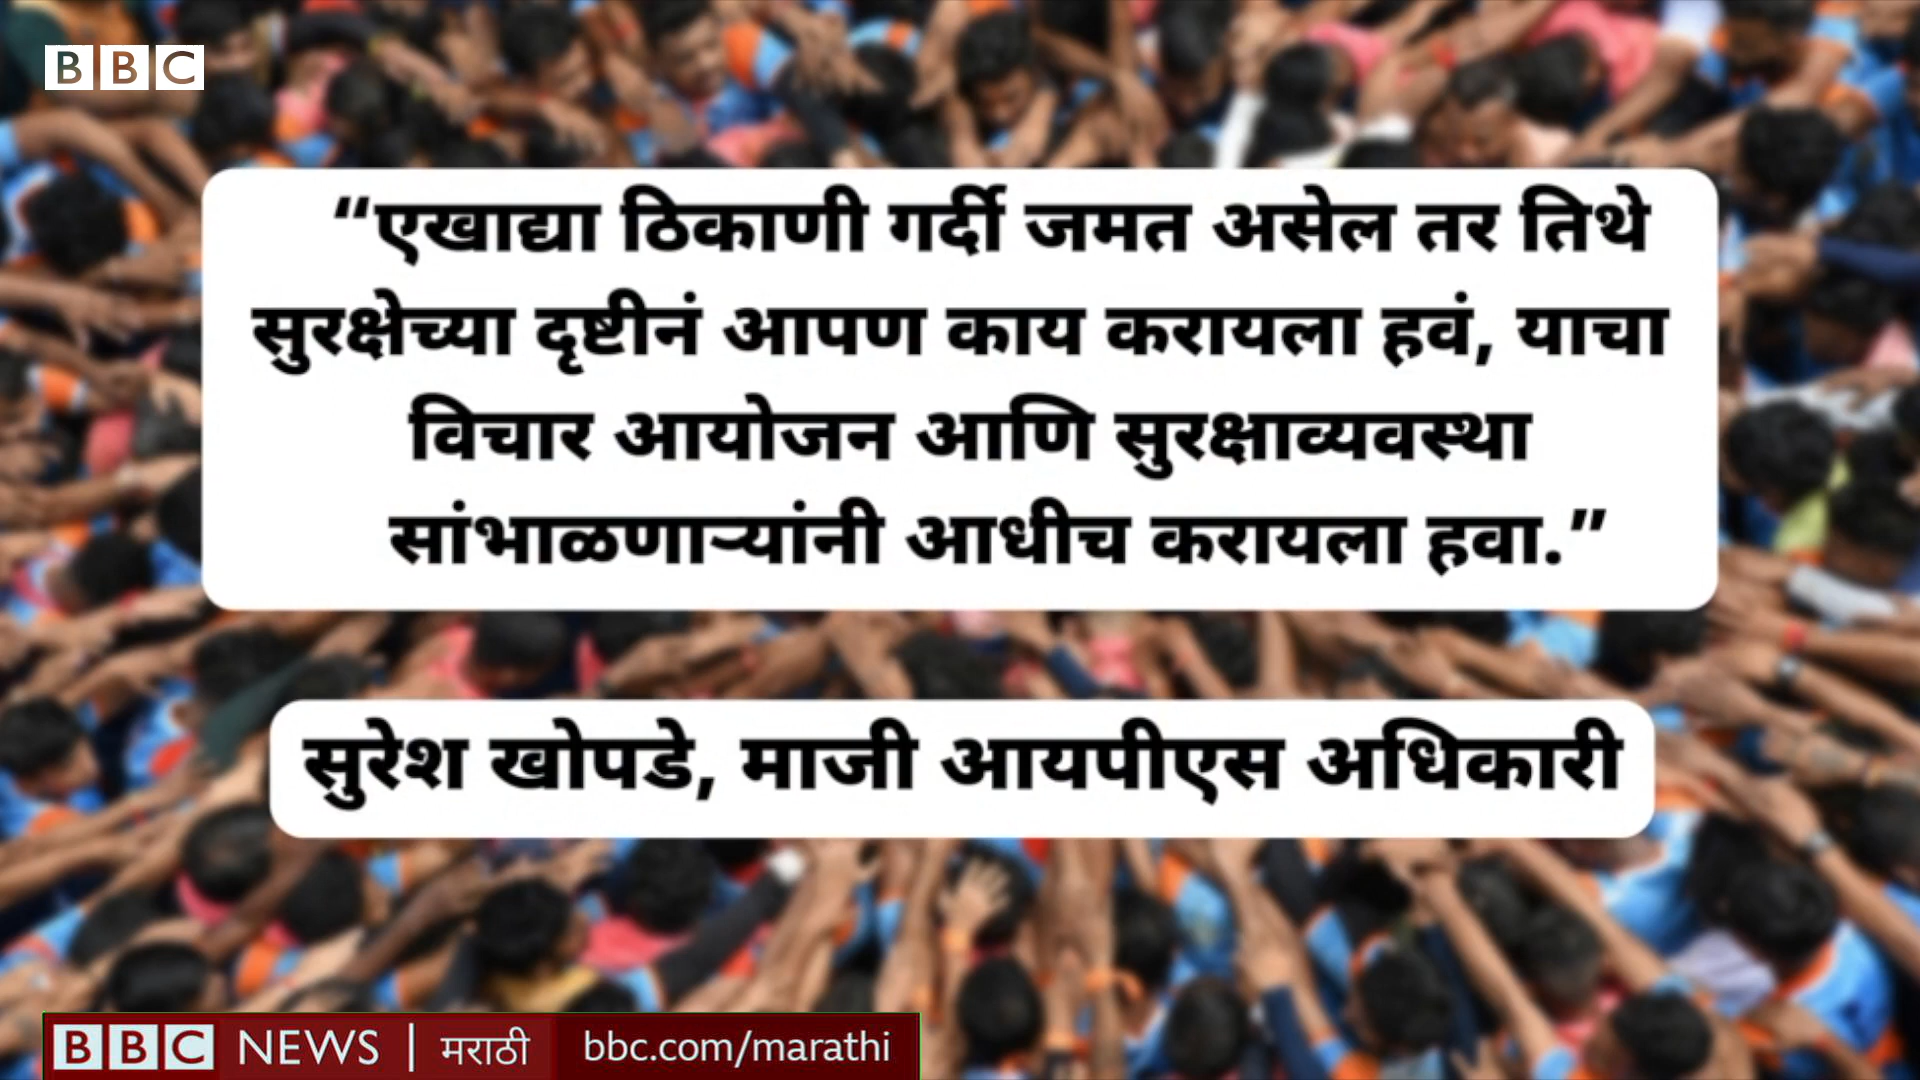 BBC
“एखाद्या ठिकाणी गर्दी जमत असेल तर तिथे
सुरक्षेच्या दृष्टीनं आपण काय करायला हवं, याचा
विचार आयोजन आणि सुरक्षाव्यवस्था
सांभाळणाऱ्यांनी आधीच करायला हवा.”
सुरेश खोपडे, माजी आयपीएस अधिकारी
BBC NEWS | मराठी bbc.com/marathi